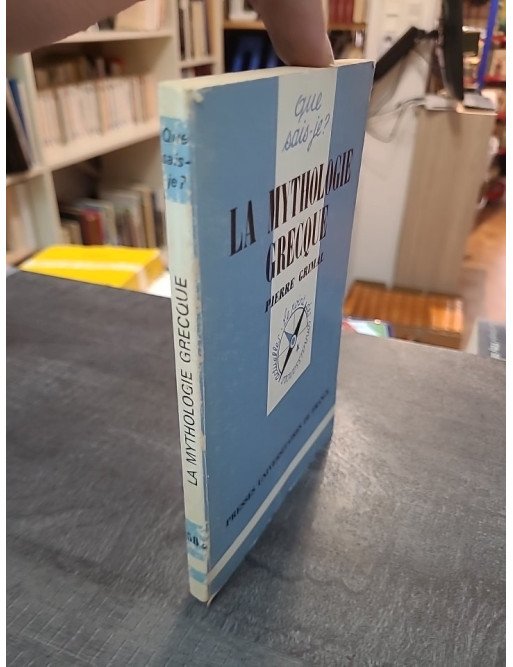 Que
sais-
je?
LA MYTHOLOGIE GRECQUE
que
sais-je?
LA MYTHOLOGIE
GRECQUE
PIERRE GRIMAL
PRESSES UNIVERSITAIRES DE FRANCE